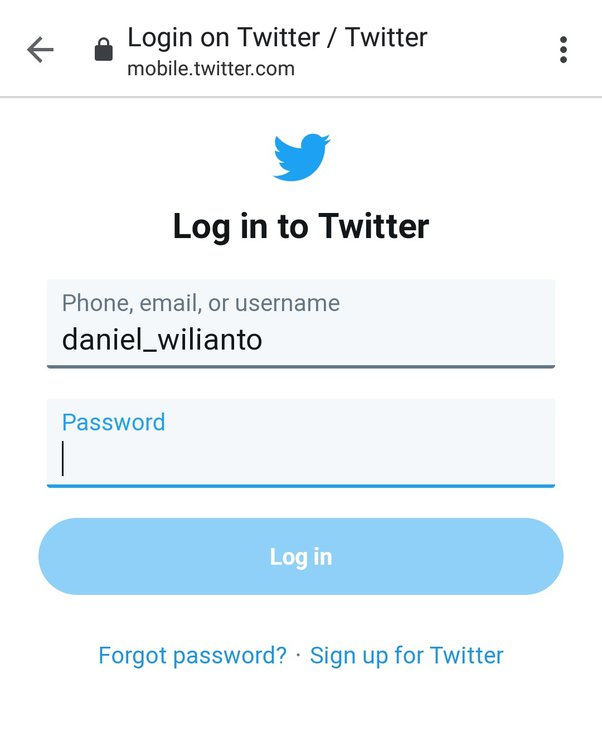 Login on Twitter / Twitter
mobile.twitter.com
Log in to Twitter
Phone, email, or username
daniel_wilianto
Password
Log in
Forgot password? · Sign up for Twitter